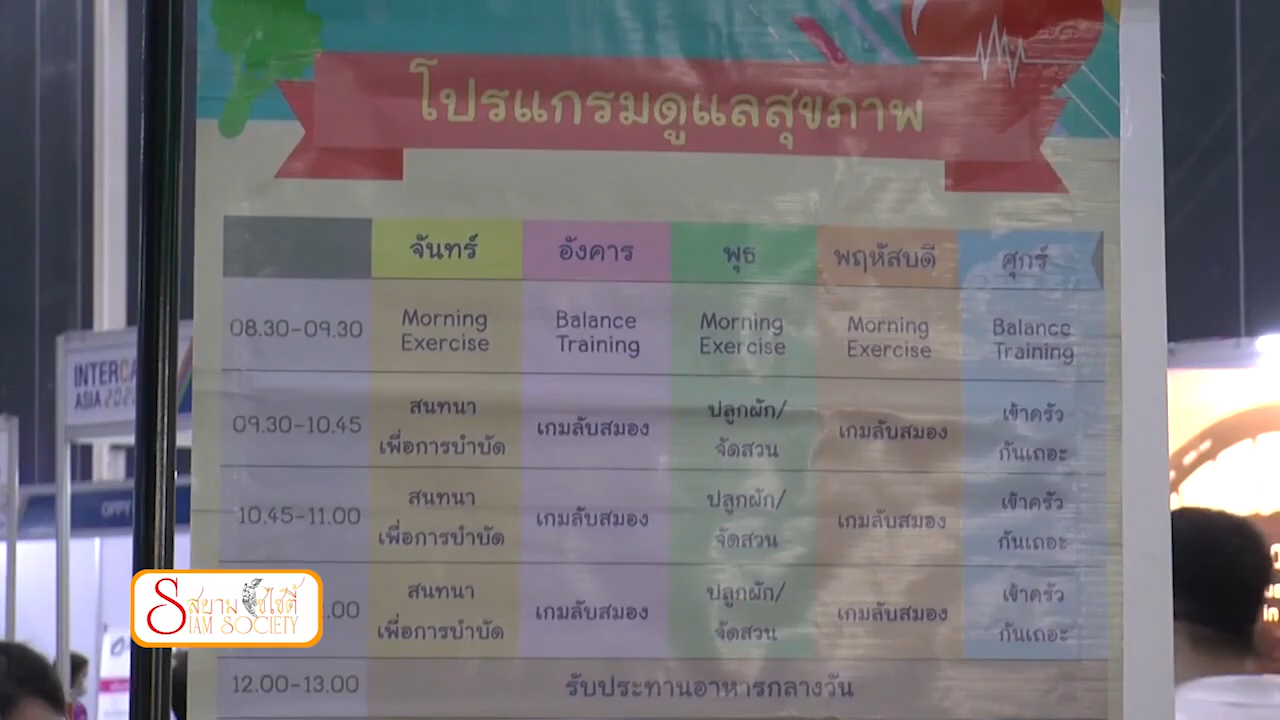 โปรแกรมดูแลสุขภาพ
จันทร์ อังคาร พุธ พฤหัสบดี ศุกร์
08.30-09.30 Morning Exercise Balance Training Morning Exercise Morning Exercise Balance Training
09.30-10.45 สนทนา เพื่อการบำบัด เกมลับสมอง ปลูกผัก/ จัดสวน เกมลับสมอง เข้าครัว กันเถอะ
10.45-11.00 สนทนา เพื่อการบำบัด เกมลับสมอง ปลูกผัก/ จัดสวน เกมลับสมอง เข้าครัว กันเถอะ
.00 สนทนา เพื่อการบำบัด เกมลับสมอง ปลูกผัก/ จัดสวน เกมลับสมอง เข้าครัว กันเถอะ
12.00-13.00 รับประทานอาหารกลางวัน
INTERCA
ASIA
สยามโซไซตี้
SIAM SOCIETY